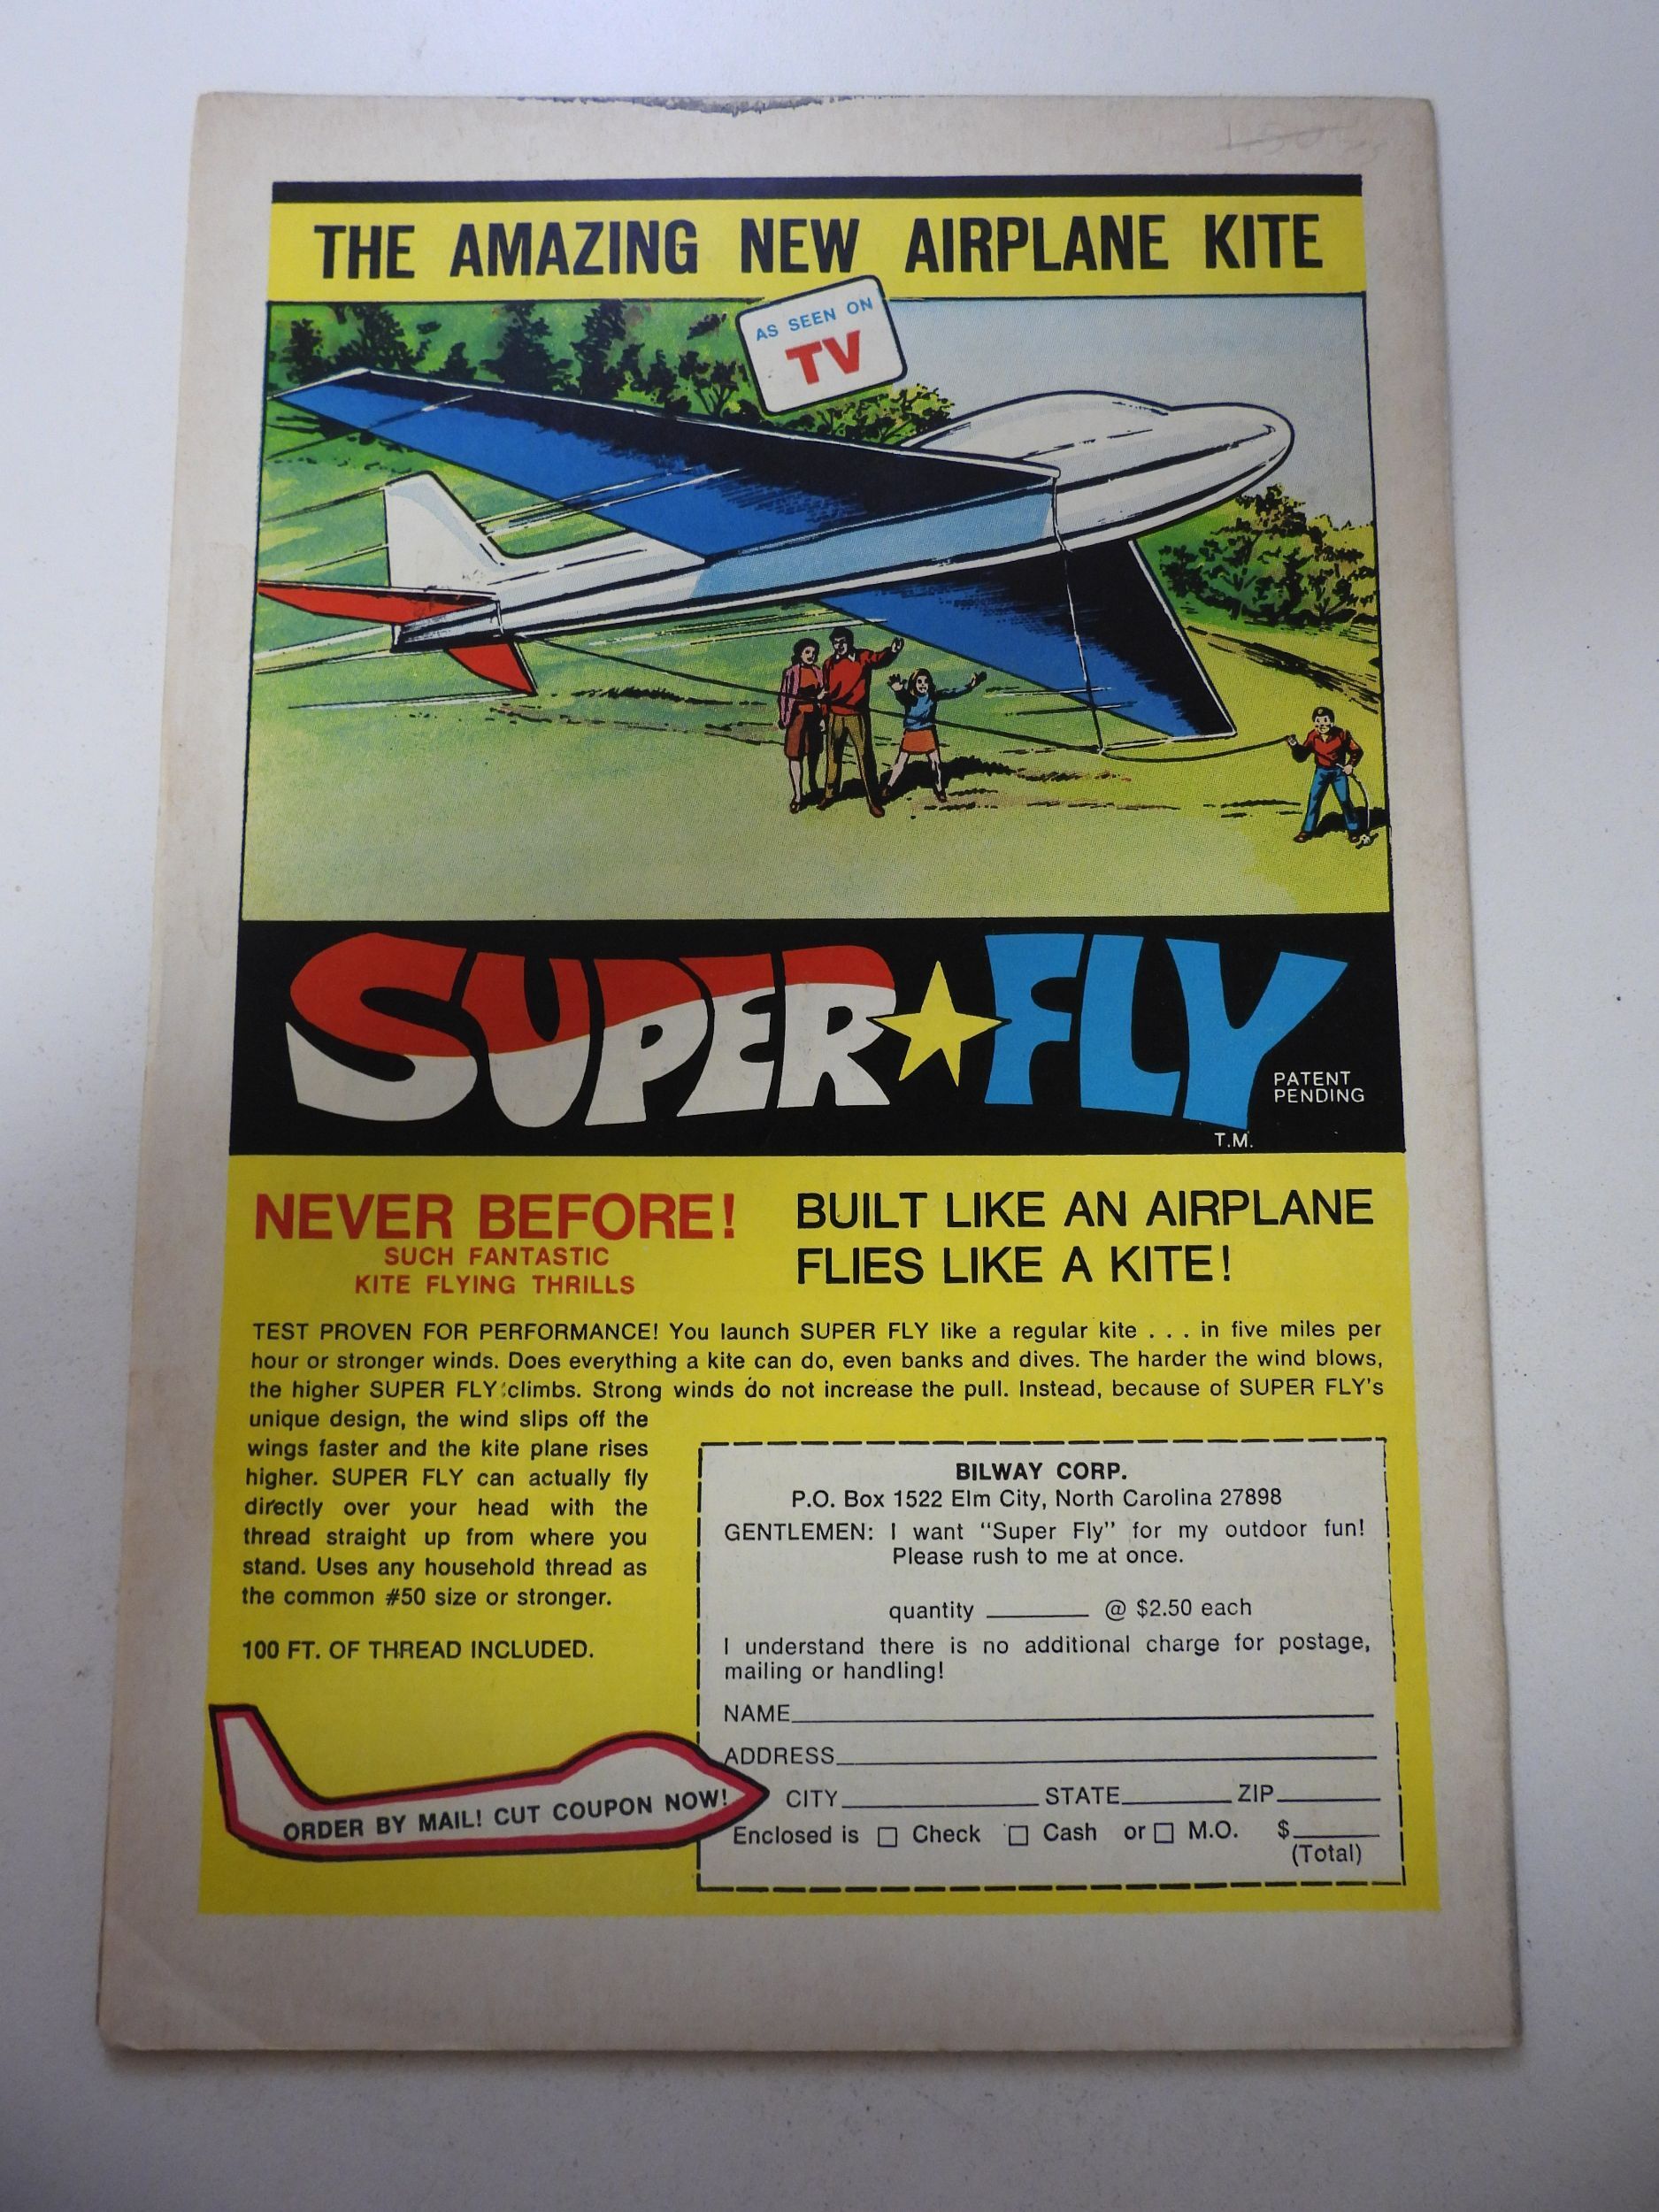 THE AMAZING NEW AIRPLANE KITE
AS SEEN ON
TV
SUPER FLY
PATENT
PENDING
T.M.
NEVER BEFORE!
SUCH FANTASTIC
KITE FLYING THRILLS
BUILT LIKE AN AIRPLANE
FLIES LIKE A KITE!
TEST PROVEN FOR PERFORMANCE! You launch SUPER FLY like a regular kite . . . in five miles per
hour or stronger winds. Does everything a kite can do, even banks and dives. The harder the wind blows,
the higher SUPER FLY climbs. Strong winds do not increase the pull. Instead, because of SUPER FLY's
unique design, the wind slips off the
wings faster and the kite plane rises
higher. SUPER FLY can actually fly
directly over your head with the
thread straight up from where you
stand. Uses any household thread as
the common #50 size or stronger.
100 FT. OF THREAD INCLUDED.
ORDER BY MAIL! CUT COUPON NOW!
BILWAY CORP.
P.O. Box 1522 Elm City, North Carolina 27898
GENTLEMEN: I want "Super Fly" for my outdoor fun!
Please rush to me at once.
quantity ______ @ $2.50 each
I understand there is no additional charge for postage,
mailing or handling!
NAME
ADDRESS
CITY STATE ZIP
Enclosed is □ Check □ Cash or □ M.O. $
(Total)